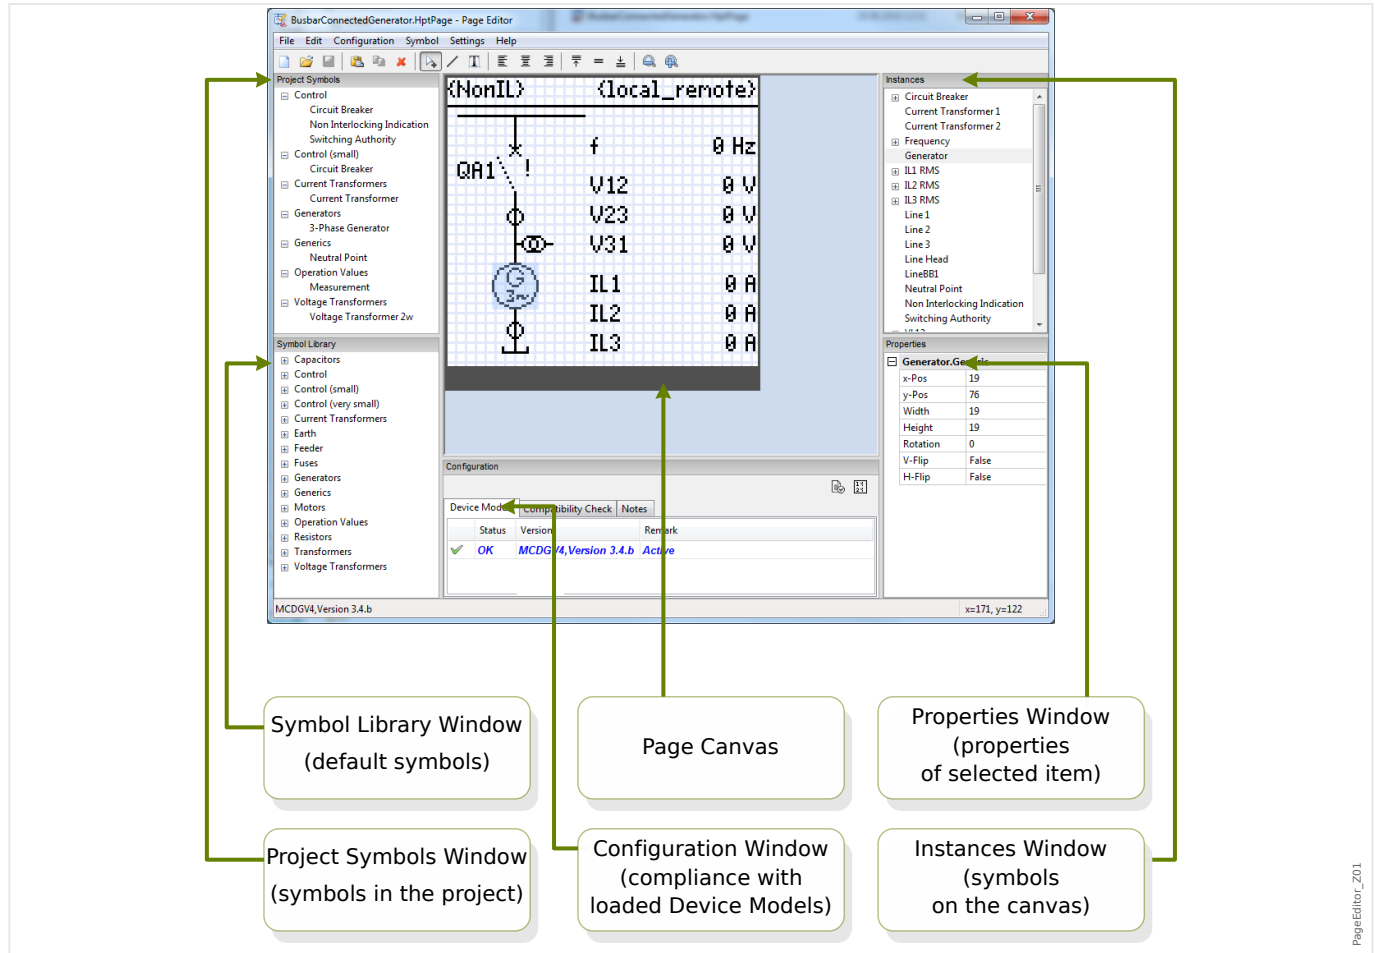 BusbarConnectedGenerator.HptPage - Page Editor
File Edit Configuration Symbol Settings Help
Project Symbols
Control
Circuit Breaker
Non Interlocking Indication
Switching Authority
Control (small)
Circuit Breaker
Current Transformers
Current Transformer
Generators
3-Phase Generator
Generics
Neutral Point
Operation Values
Measurement
Voltage Transformers
Voltage Transformer 2w
Symbol Library
Capacitors
Control
Control (small)
Control (very small)
Current Transformers
Earth
Feeder
Fuses
Generators
Generics
Motors
Operation Values
Resistors
Transformers
Voltage Transformers
{NonIL} {local_remote}
f 0 Hz
QA1 !
V12 0 V
V23 0 V
V31 0 V
G
3~
IL1 0 A
IL2 0 A
IL3 0 A
Configuration
Device Model Compatibility Check Notes
Status Version Remark
OK MCDGV4,Version 3.4.b Active
Instances
Circuit Breaker
Current Transformer 1
Current Transformer 2
Frequency
Generator
IL1 RMS
IL2 RMS
IL3 RMS
Line 1
Line 2
Line 3
Line Head
LineBB1
Neutral Point
Non Interlocking Indication
Switching Authority
Properties
x-Pos 19
y-Pos 76
Width 19
Height 19
Rotation 0
V-Flip False
H-Flip False
MCDGV4,Version 3.4.b
x=171, y=122
Symbol Library Window
(default symbols)
Page Canvas
Properties Window
(properties
of selected item)
Project Symbols Window
(symbols in the project)
Configuration Window
(compliance with
loaded Device Models)
Instances Window
(symbols
on the canvas)
PageEditor_Z01